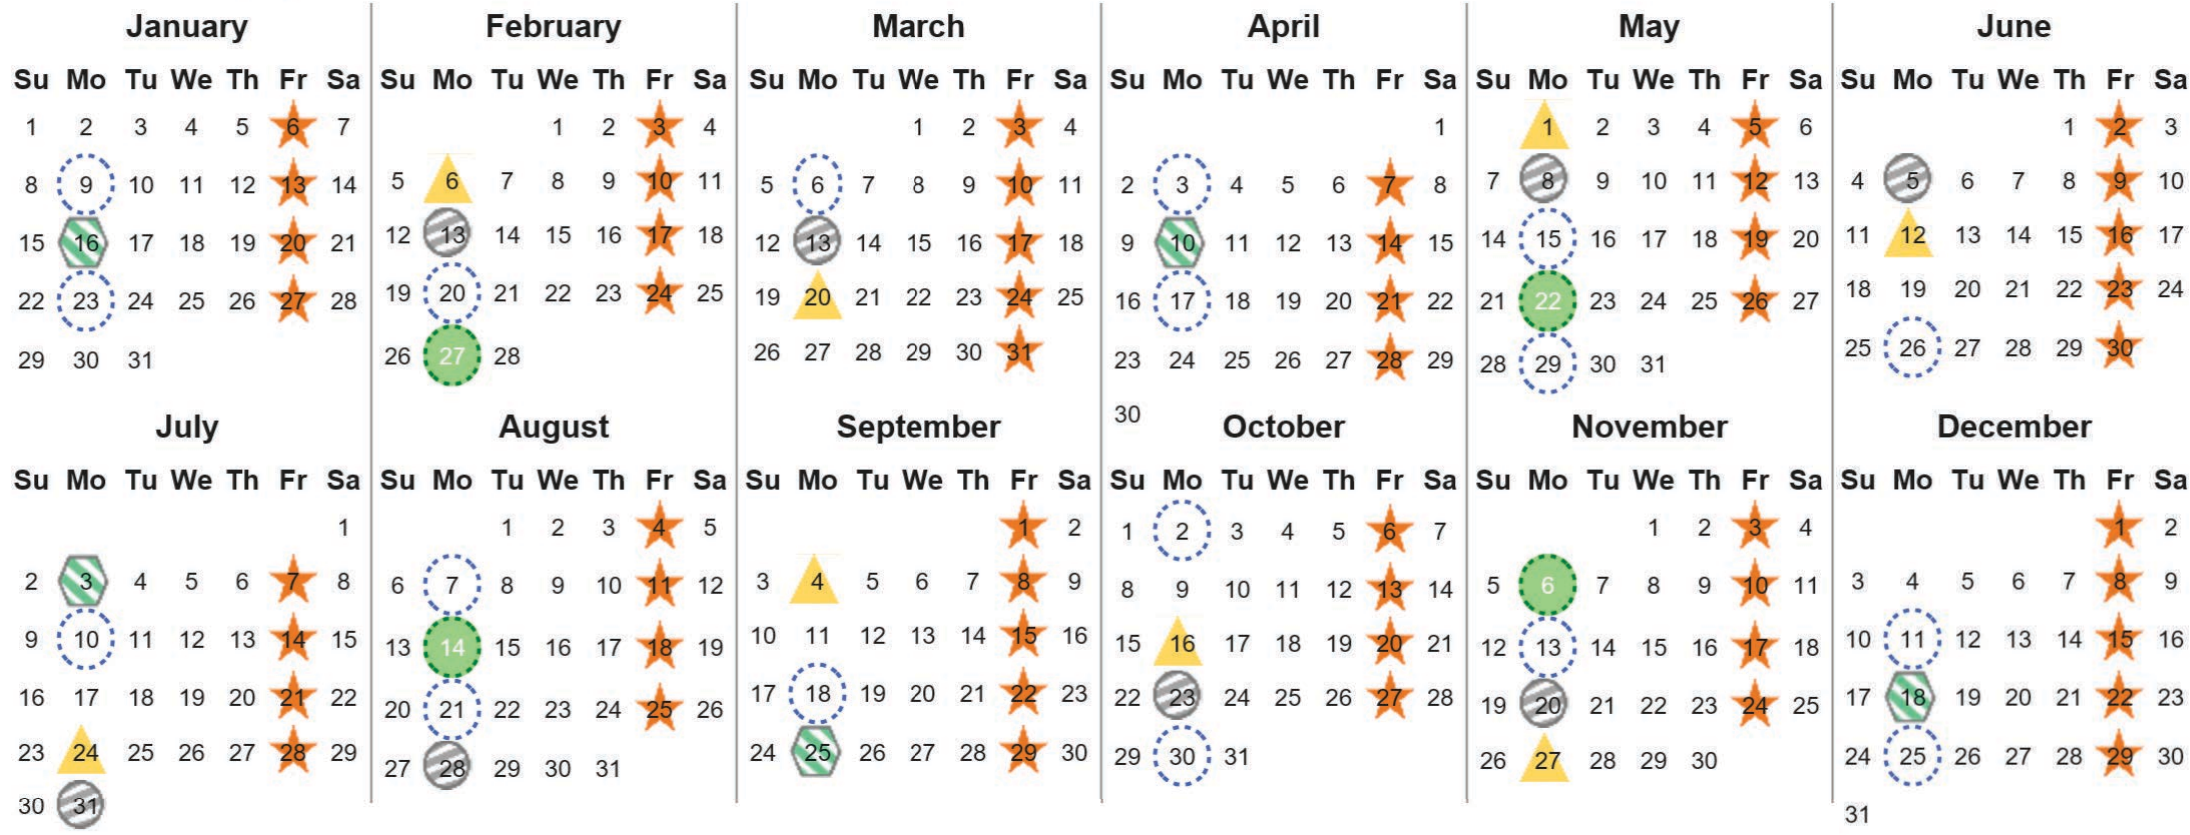 January February March April May June
Su Mo Tu We Th Fr Sa Su Mo Tu We Th Fr Sa Su Mo Tu We Th Fr Sa Su Mo Tu We Th Fr Sa Su Mo Tu We Th Fr Sa Su Mo Tu We Th Fr Sa
1 2 3 4 5 6 7 1 2 3 4 1 2 3 4 1 1 2 3 4 5 6 1 2 3
8 9 10 11 12 13 14 5 6 7 8 9 10 11 5 6 7 8 9 10 11 2 3 4 5 6 7 8 7 8 9 10 11 12 13 4 5 6 7 8 9 10
15 16 17 18 19 20 21 12 13 14 15 16 17 18 12 13 14 15 16 17 18 9 10 11 12 13 14 15 14 15 16 17 18 19 20 11 12 13 14 15 16 17
22 23 24 25 26 27 28 19 20 21 22 23 24 25 19 20 21 22 23 24 25 16 17 18 19 20 21 22 21 22 23 24 25 26 27 18 19 20 21 22 23 24
29 30 31 26 27 28 26 27 28 29 30 31 23 24 25 26 27 28 29 28 29 30 31 25 26 27 28 29 30
30
July August September October November December
Su Mo Tu We Th Fr Sa Su Mo Tu We Th Fr Sa Su Mo Tu We Th Fr Sa Su Mo Tu We Th Fr Sa Su Mo Tu We Th Fr Sa Su Mo Tu We Th Fr Sa
1 1 2 3 4 5 1 2 1 2 3 4 5 6 7 1 2 3 4 1 2
2 3 4 5 6 7 8 6 7 8 9 10 11 12 3 4 5 6 7 8 9 8 9 10 11 12 13 14 5 6 7 8 9 10 11 3 4 5 6 7 8 9
9 10 11 12 13 14 15 13 14 15 16 17 18 19 10 11 12 13 14 15 16 15 16 17 18 19 20 21 12 13 14 15 16 17 18 10 11 12 13 14 15 16
16 17 18 19 20 21 22 20 21 22 23 24 25 26 17 18 19 20 21 22 23 22 23 24 25 26 27 28 19 20 21 22 23 24 25 17 18 19 20 21 22 23
23 24 25 26 27 28 29 27 28 29 30 31 24 25 26 27 28 29 30 29 30 31 26 27 28 29 30 24 25 26 27 28 29 30
30 31 31